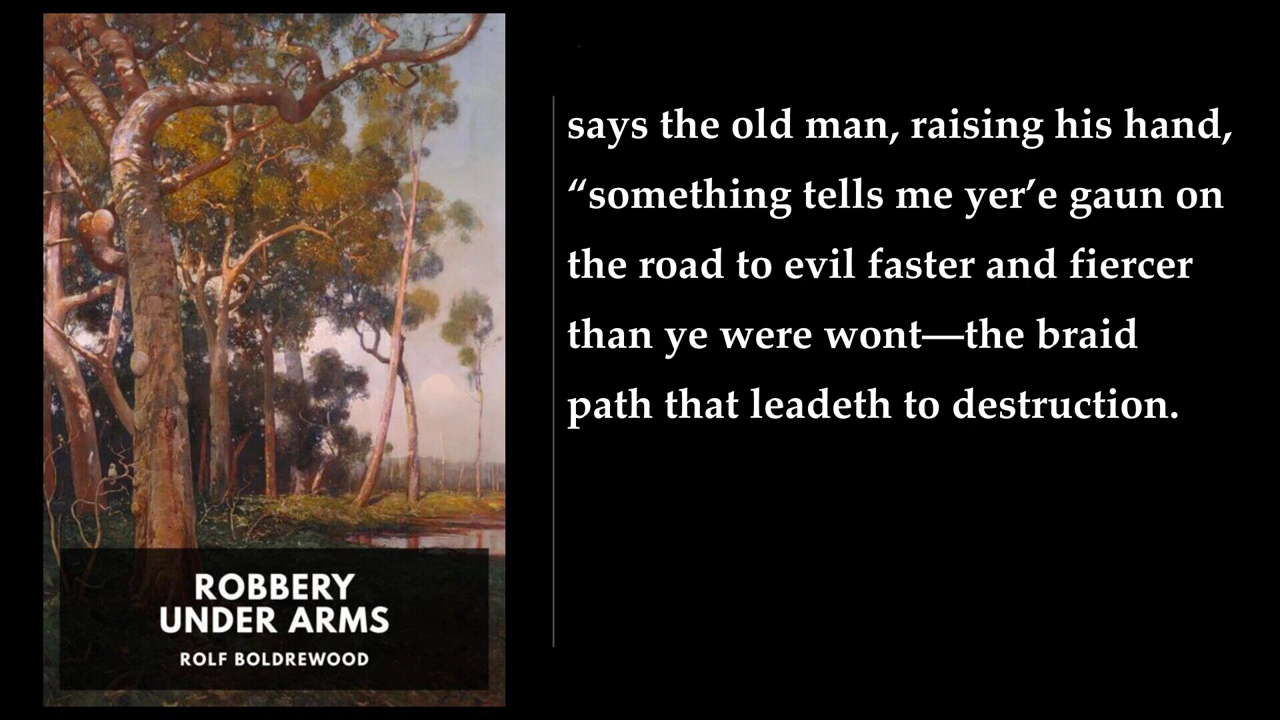 says the old man, raising his hand,
“something tells me yer’e gaun on
the road to evil faster and fiercer
than ye were wont—the braid
path that leadeth to destruction.
ROBBERY
UNDER ARMS
ROLF BOLDREWOOD